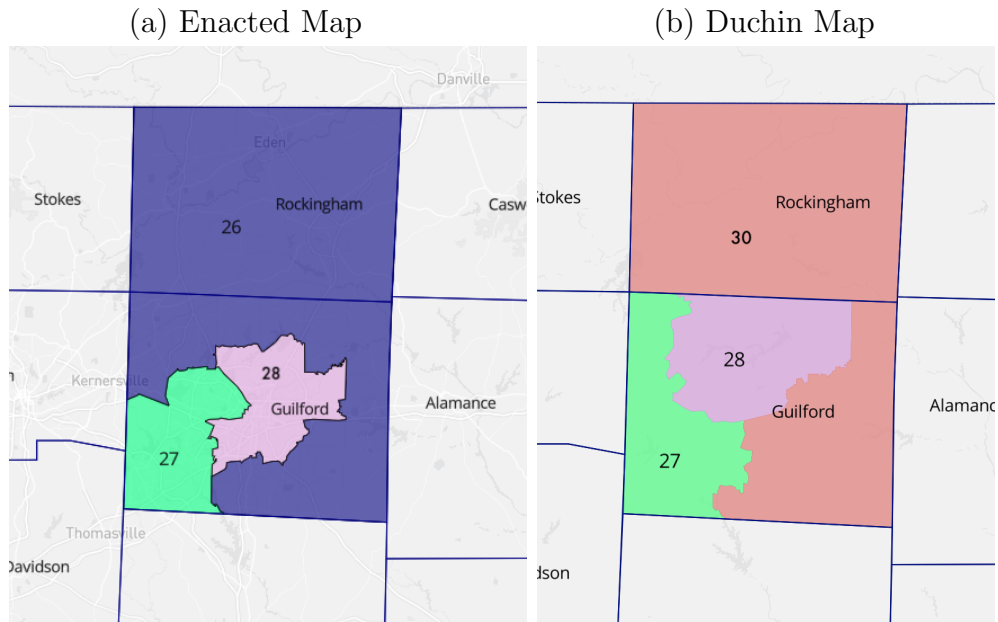 (a) Enacted Map
(b) Duchin Map
Danville
Eden
Stokes
Rockingham
Casw
26
28
Kernersville
Guilford
Alamance
27
Thomasville
Davidson
Stokes
Rockingham
30
28
Guilford
Alamanc
27
dson